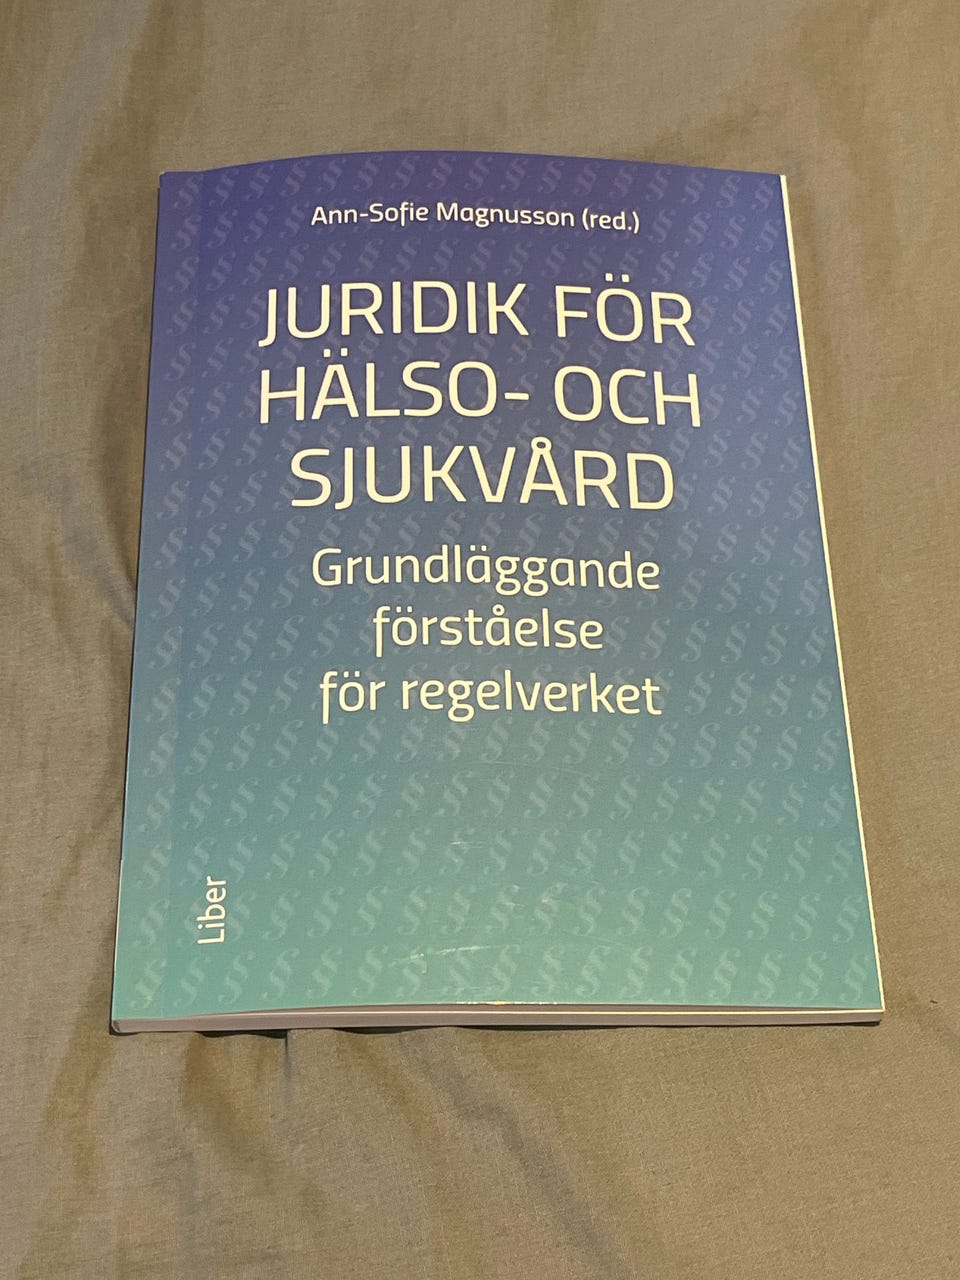 Ann-Sofie Magnusson (red.)
JURIDIK FÖR
HÄLSO- OCH
SJUKVÅRD
Grundläggande
förståelse
för regelverket
Liber